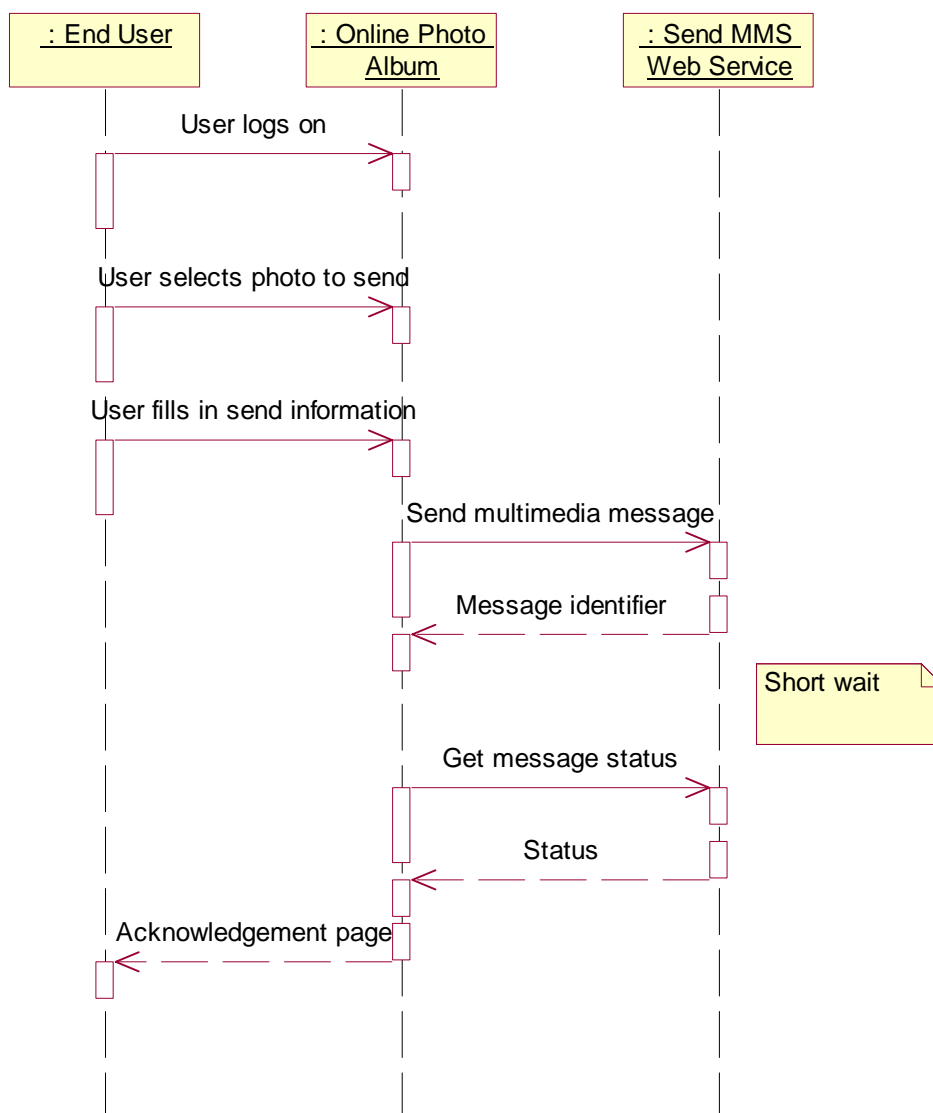 : End User
: Online Photo
Album
: Send MMS
Web Service
User logs on
User selects photo to send
User fills in send information
Send multimedia message
Message identifier
Short wait
Get message status
Status
Acknowledgement page